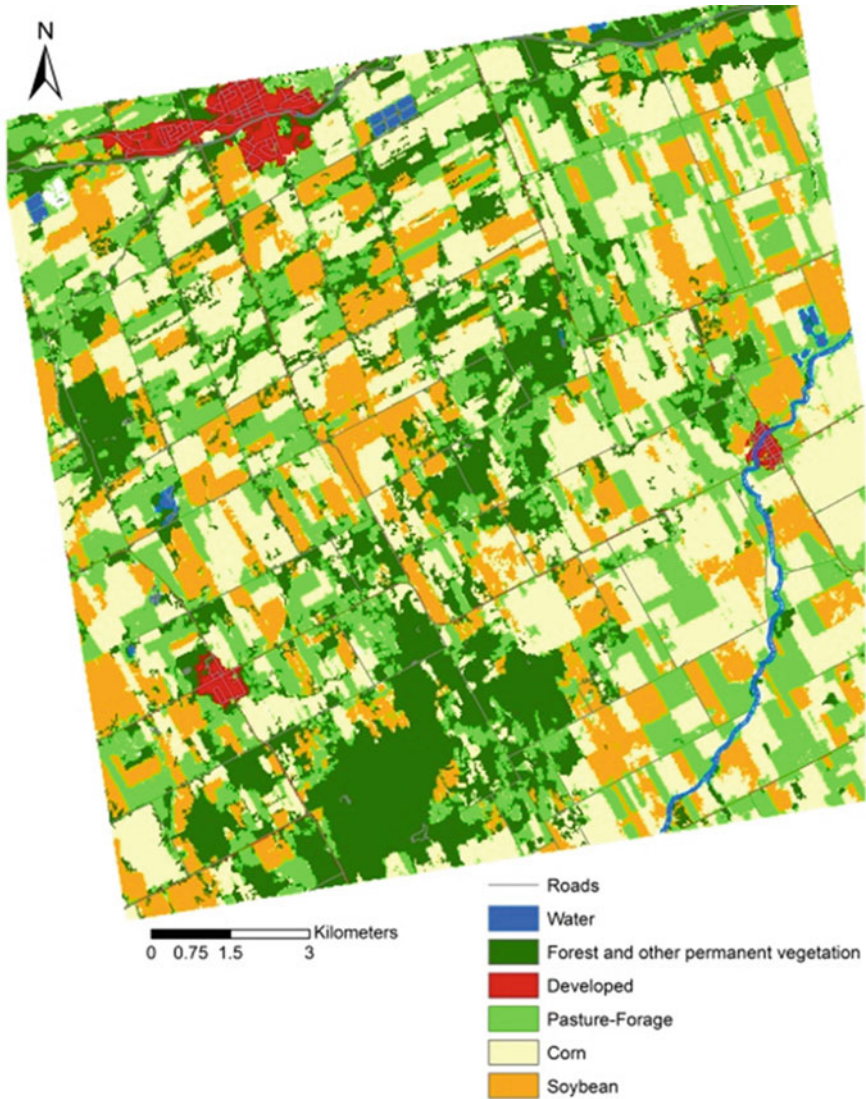 N
Kilometers
0 0.75 1.5 3
Roads
Water
Forest and other permanent vegetation
Developed
Pasture-Forage
Corn
Soybean